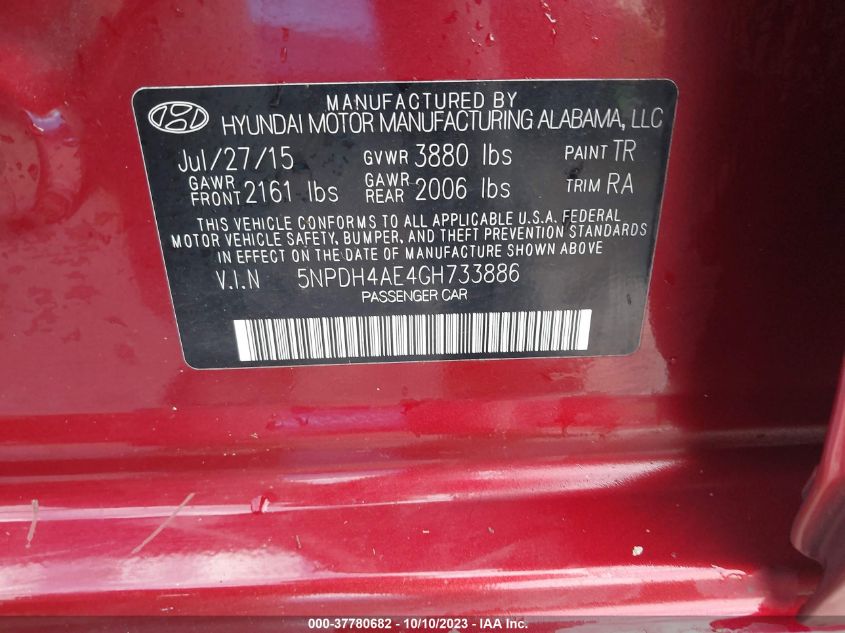 MANUFACTURED BY
HYUNDAI MOTOR MANUFACTURING ALABAMA, LLC
Jul/27/15 GVWR 3880 lbs PAINT TR
GAWR FRONT 2161 lbs GAWR REAR 2006 lbs TRIM RA
THIS VEHICLE CONFORMS TO ALL APPLICABLE U.S.A. FEDERAL
MOTOR VEHICLE SAFETY, BUMPER, AND THEFT PREVENTION STANDARDS
IN EFFECT ON THE DATE OF MANUFACTURE SHOWN ABOVE
V.I.N 5NPDH4AE4GH733886
PASSENGER CAR
000-37780682 - 10/10/2023 - IAA Inc.